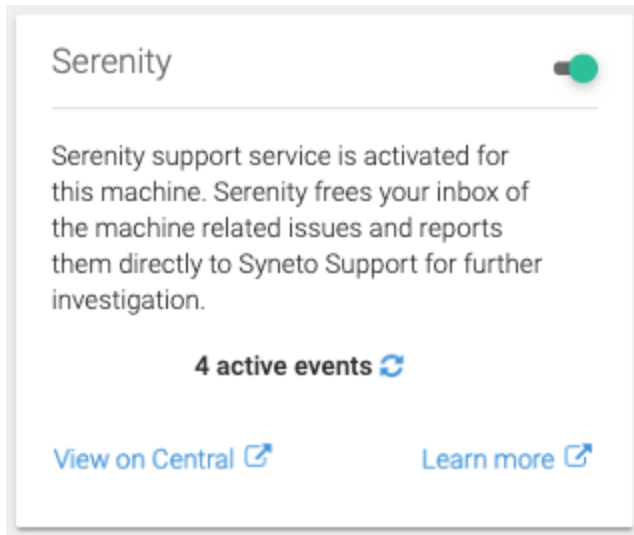 Serenity
Serenity support service is activated for
this machine. Serenity frees your inbox of
the machine related issues and reports
them directly to Syneto Support for further
investigation.
4 active events
View on Central
Learn more